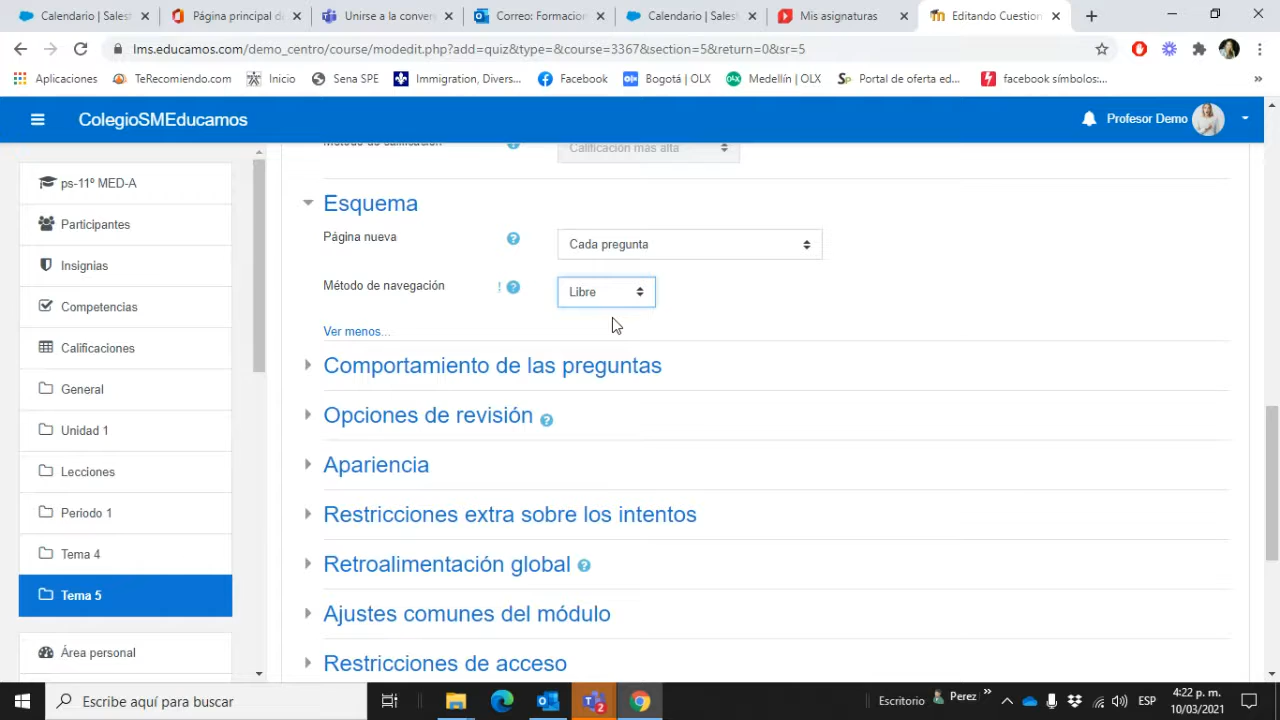 Calendario | Salest
Página principal d
Unirse a la conver
Correo: Formacion
Calendario | Salest
Mis asignaturas
Editando Cuestion
lms.educamos.com/demo_centro/course/modedit.php?add=quiz&type=&course=3367&section=5&return=0&sr=5
Aplicaciones
TeRecomiendo.com
Inicio
Sena SPE
Immigration, Divers...
Facebook
Bogotá | OLX
Medellín | OLX
Portal de oferta ed...
facebook símbolos:...
»
ColegioSMEducamos
Profesor Demo
Calificación más alta
ps-11º MED-A
Participantes
Insignias
Competencias
Calificaciones
General
Unidad 1
Lecciones
Periodo 1
Tema 4
Tema 5
Área personal
Esquema
Página nueva
Cada pregunta
Método de navegación
!
Libre
Ver menos...
Comportamiento de las preguntas
Opciones de revisión
Apariencia
Restricciones extra sobre los intentos
Retroalimentación global
Ajustes comunes del módulo
Restricciones de acceso
Escribe aquí para buscar
Escritorio
Perez
»
ESP
4:22 p. m.
10/03/2021